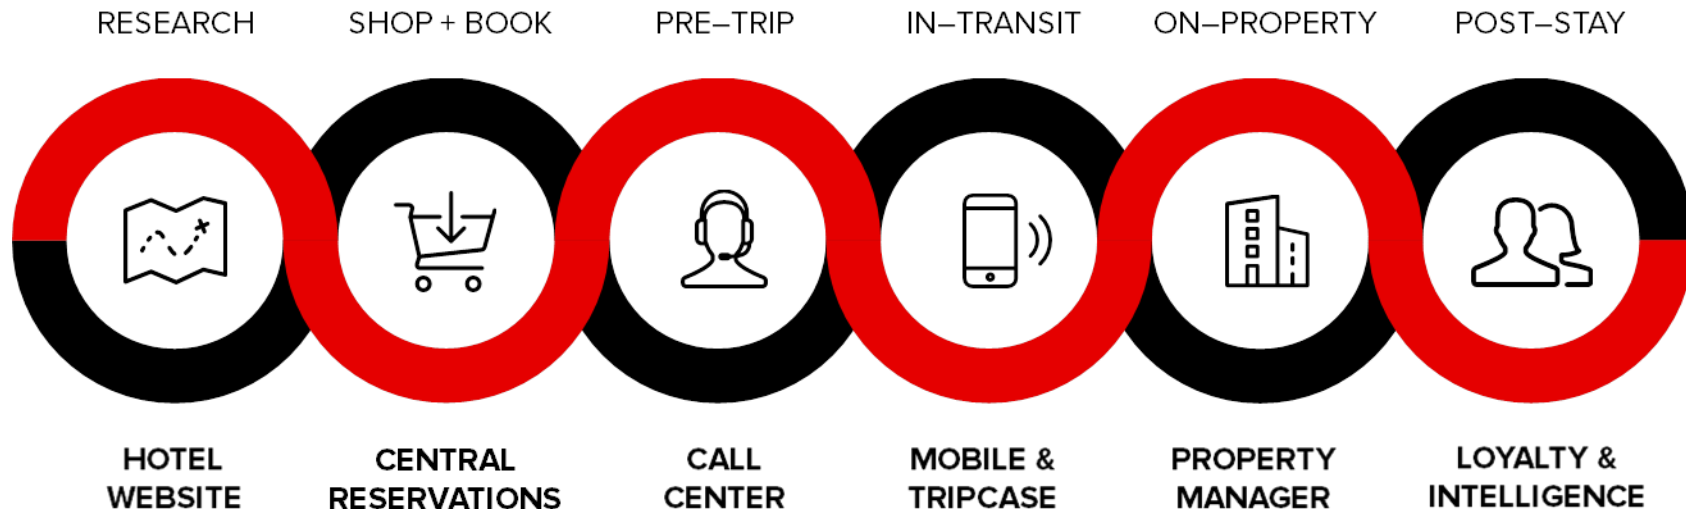 RESEARCH
SHOP + BOOK
PRE–TRIP
IN–TRANSIT
ON–PROPERTY
POST–STAY
HOTEL
WEBSITE
CENTRAL
RESERVATIONS
CALL
CENTER
MOBILE &
TRIPCASE
PROPERTY
MANAGER
LOYALTY &
INTELLIGENCE